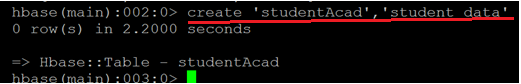 hbase(main):002:0> create 'studentAcad','student data'
0 row(s) in 2.2000 seconds
=> Hbase::Table - studentAcad
hbase(main):003:0>